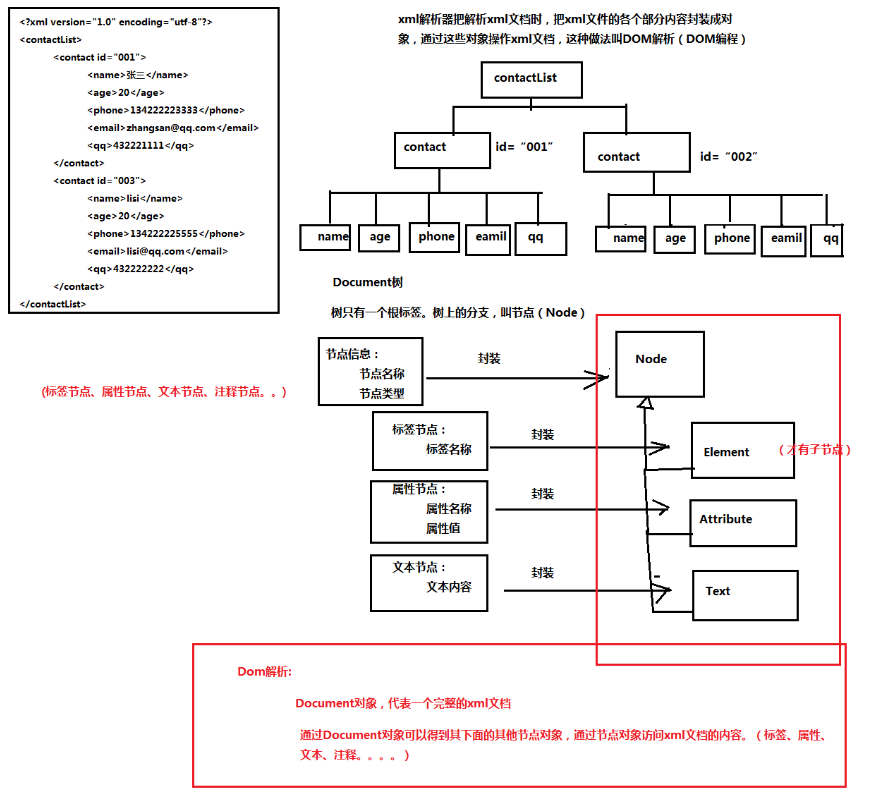 <?xml version="1.0" encoding="utf-8"?>
<contactList>
<contact id="001">
<name>张三</name>
<age>20</age>
<phone>134222223333</phone>
<email>zhangsan@qq.com</email>
<qq>432221111</qq>
</contact>
<contact id="003">
<name>lisi</name>
<age>20</age>
<phone>134222225555</phone>
<email>lisi@qq.com</email>
<qq>432222222</qq>
</contact>
</contactList>
xml解析器把解析xml文档时，把xml文件的各个部分内容封装成对
象，通过这些对象操作xml文档，这种做法叫DOM解析（DOM编程）
contactList
contact
id=“001”
contact
id=“002”
name
age
phone
eamil
qq
name
age
phone
eamil
qq
Document树
树只有一个根标签。树上的分支，叫节点（Node）
(标签节点、属性节点、文本节点、注释节点。。)
节点信息：
节点名称
节点类型
封装
Node
标签节点：
标签名称
封装
Element
（才有子节点）
属性节点：
属性名称
属性值
封装
Attribute
文本节点：
文本内容
封装
Text
Dom解析:
Document对象，代表一个完整的xml文档
通过Document对象可以得到其下面的其他节点对象，通过节点对象访问xml文档的内容。（标签、属性、
文本、注释。。。。）